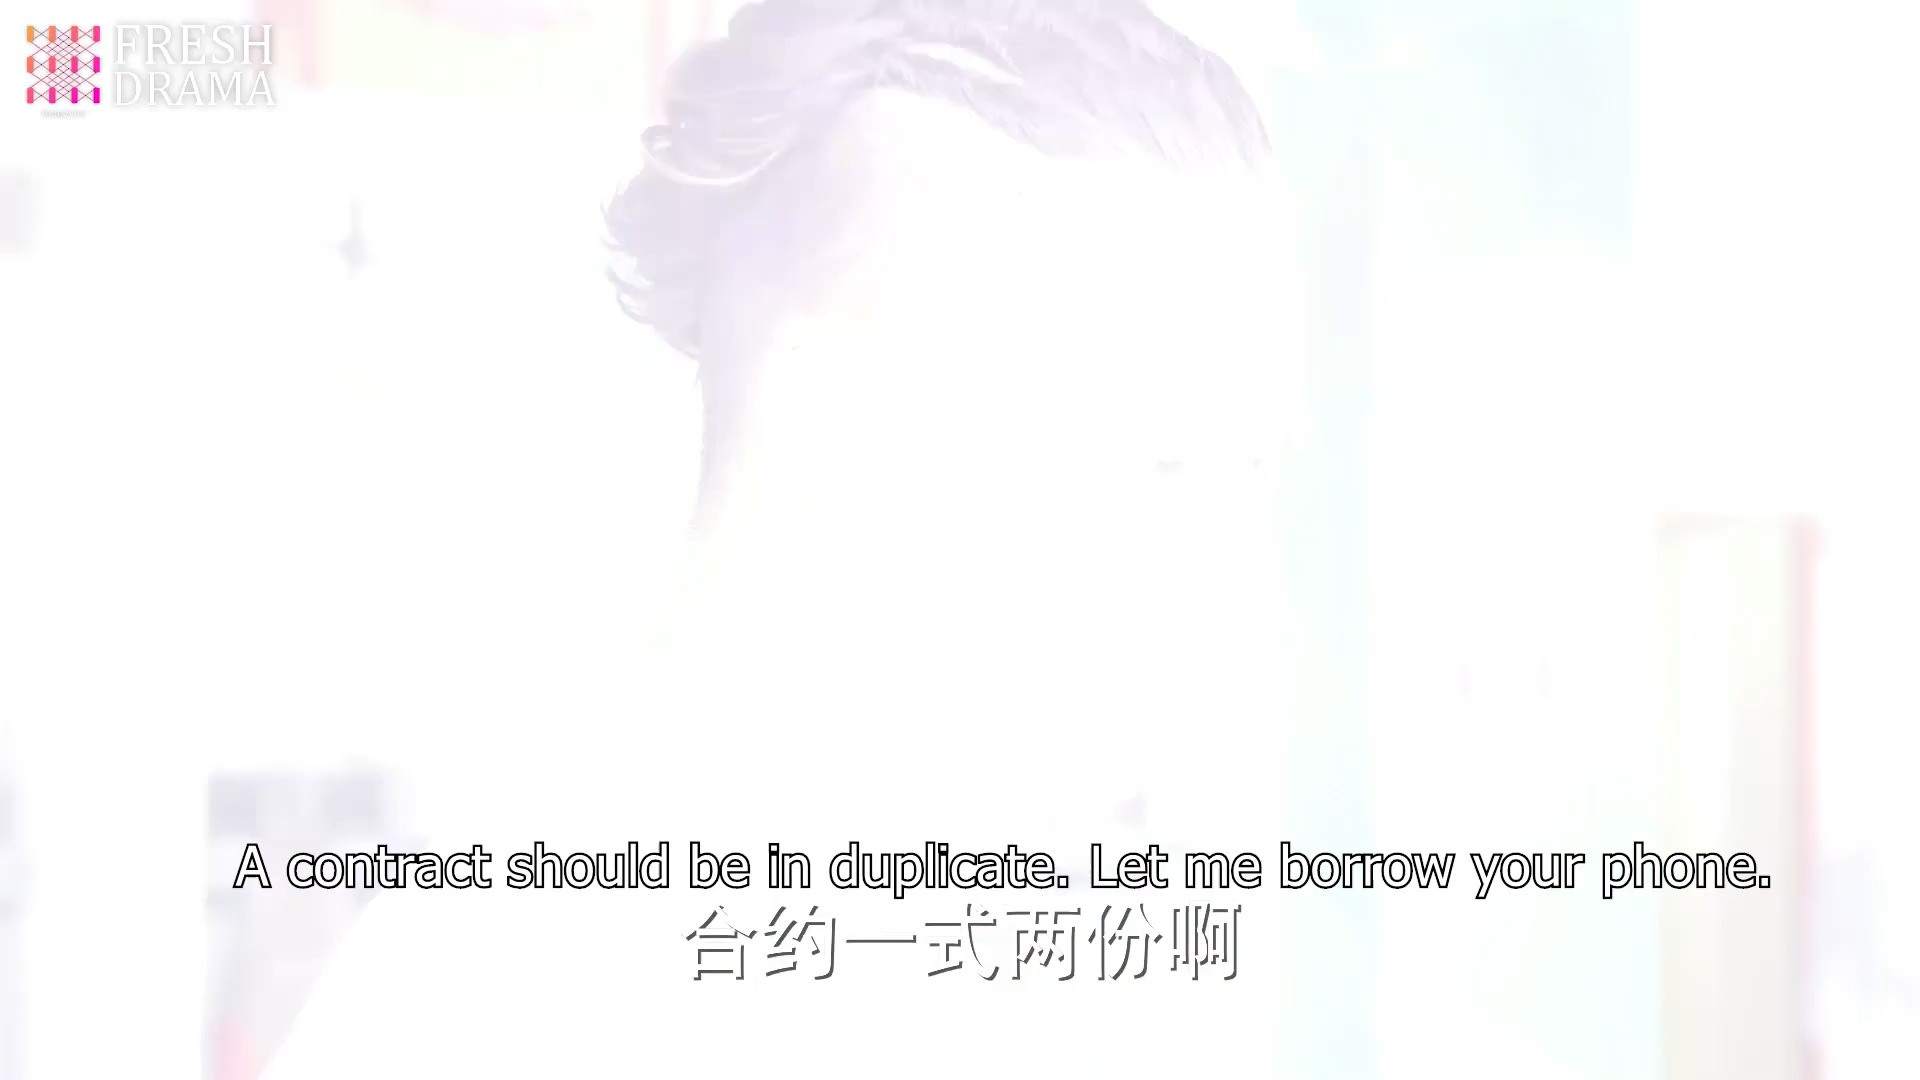 FRESH
DRAMA
A contract should be in duplicate. Let me borrow your phone.
合约一式两份啊